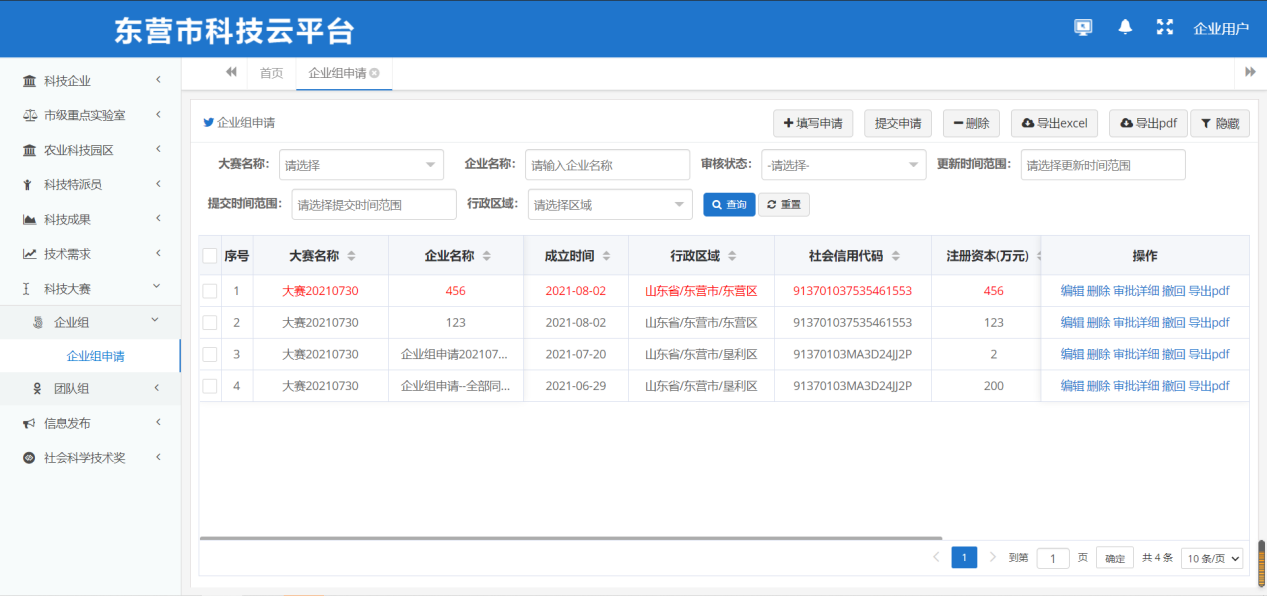 东营市科技云平台
企业用户
科技企业
市级重点实验室
农业科技园区
科技特派员
科技成果
技术需求
科技大赛
企业组
企业组申请
团队组
信息发布
社会科学技术奖
首页 企业组申请
企业组申请
填写申请 提交申请 删除 导出excel 导出pdf 隐藏
大赛名称: 请选择 企业名称: 请输入企业名称 审核状态: -请选择- 更新时间范围: 请选择更新时间范围
提交时间范围: 请选择提交时间范围 行政区域: 请选择区域 查询 重置
序号 大赛名称 企业名称 成立时间 行政区域 社会信用代码 注册资本(万元) 操作
1 大赛20210730 456 2021-08-02 山东省/东营市/东营区 913701037535461553 456 编辑 删除 审批详细 撤回 导出pdf
2 大赛20210730 123 2021-08-02 山东省/东营市/东营区 913701037535461553 123 编辑 删除 审批详细 撤回 导出pdf
3 大赛20210730 企业组申请202107... 2021-07-20 山东省/东营市/垦利区 91370103MA3D24JJ2P 2 编辑 删除 审批详细 撤回 导出pdf
4 大赛20210730 企业组申请--全部同... 2021-06-29 山东省/东营市/垦利区 91370103MA3D24JJ2P 200 编辑 删除 审批详细 撤回 导出pdf
1 到第 1 页 确定 共 4 条 10 条/页